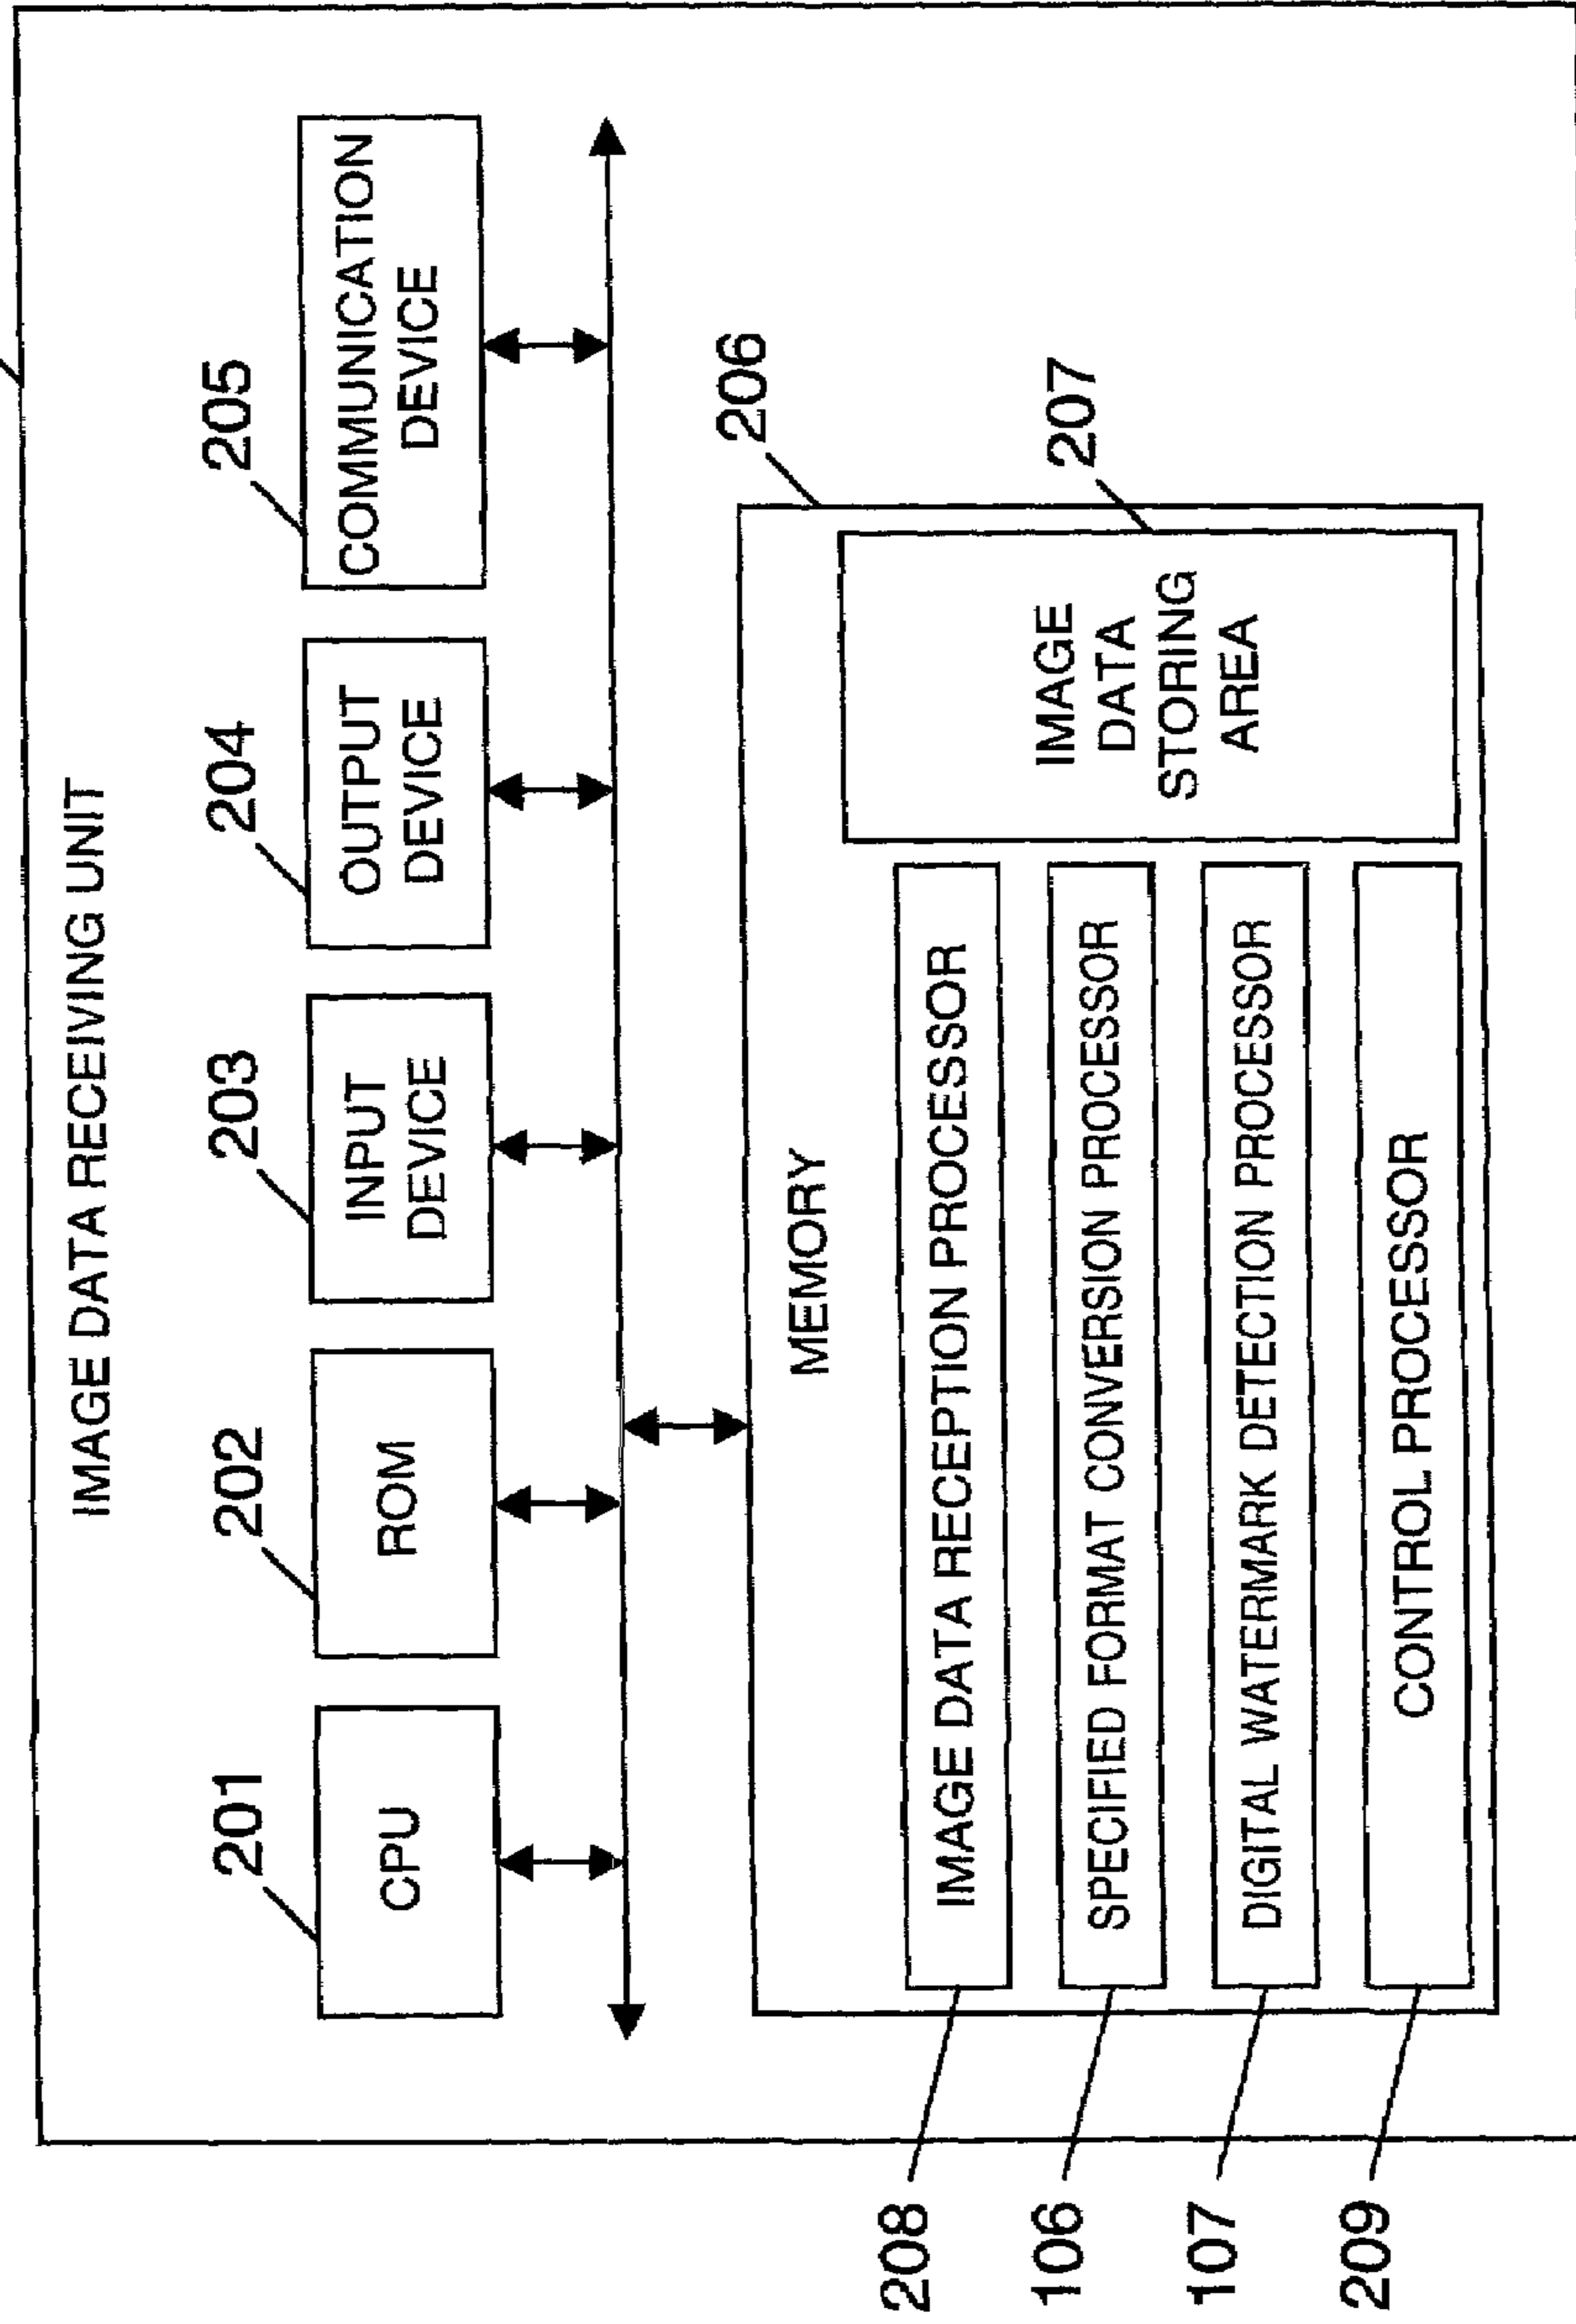 IMAGE DATA RECEIVING UNIT
201
202
203
204
205
CPU
ROM
INPUT
DEVICE
OUTPUT
DEVICE
COMMUNICATION
DEVICE
206
MEMORY
207
208
IMAGE DATA RECEPTION PROCESSOR
106
SPECIFIED FORMAT CONVERSION PROCESSOR
107
DIGITAL WATERMARK DETECTION PROCESSOR
209
CONTROL PROCESSOR
IMAGE
DATA
STORING
AREA